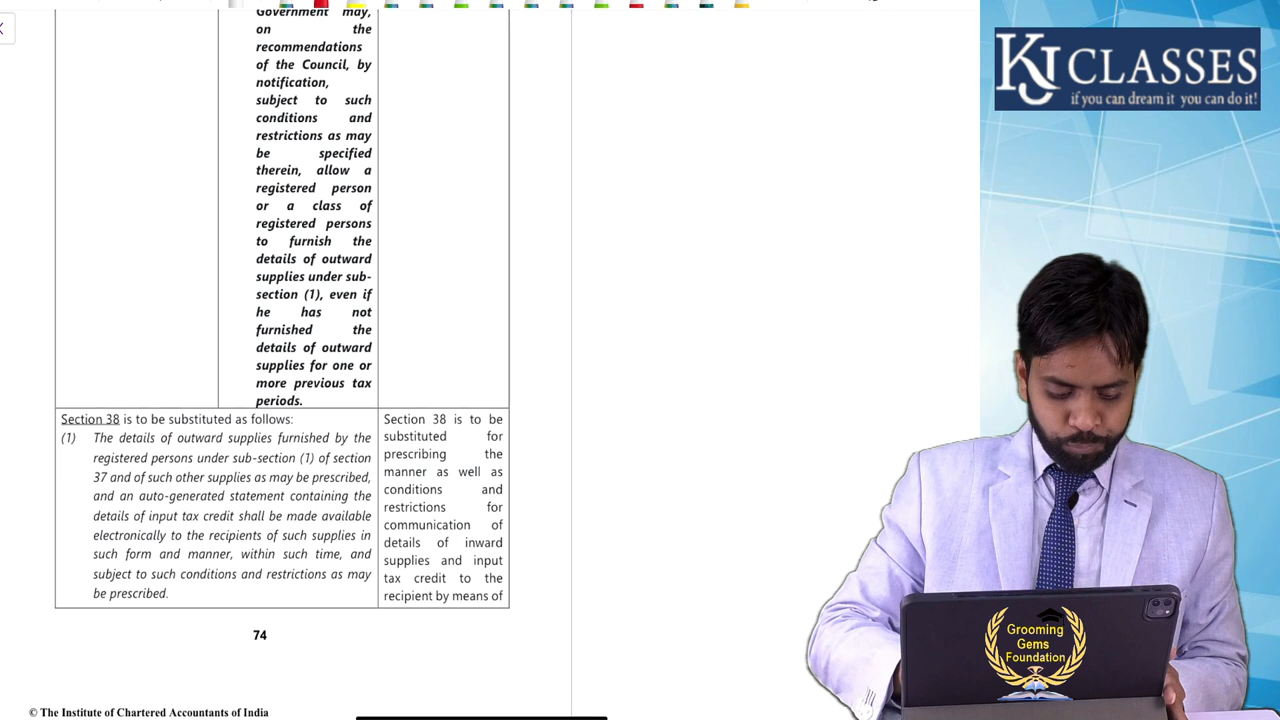 Government may,
on the
recommendations
of the Council, by
notification,
subject to such
conditions and
restrictions as may
be specified
therein, allow a
registered person
or a class of
registered persons
to furnish the
details of outward
supplies under sub-
section (1), even if
he has not
furnished the
details of outward
supplies for one or
more previous tax
periods.
Section 38 is to be substituted as follows:
(1) The details of outward supplies furnished by the
registered persons under sub-section (1) of section
37 and of such other supplies as may be prescribed,
and an auto-generated statement containing the
details of input tax credit shall be made available
electronically to the recipients of such supplies in
such form and manner, within such time, and
subject to such conditions and restrictions as may
be prescribed.
Section 38 is to be
substituted for
prescribing the
manner as well as
conditions and
restrictions for
communication of
details of inward
supplies and input
tax credit to the
recipient by means of
74
© The Institute of Chartered Accountants of India
KJ CLASSES
if you can dream it you can do it!
Grooming
Gems
Foundation